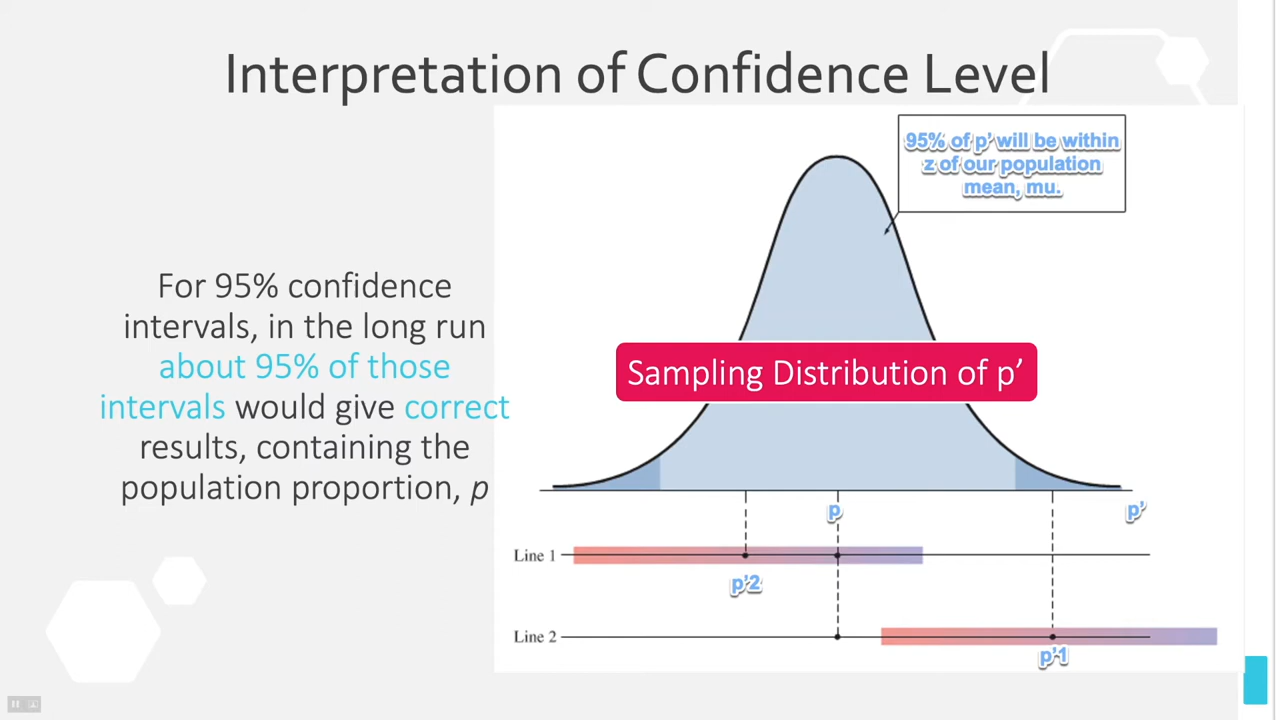 Interpretation of Confidence Level
95% of p’ will be within
z of our population
mean, mu.
For 95% confidence
intervals, in the long run
about 95% of those
intervals would give correct
results, containing the
population proportion, p
Sampling Distribution of p’
p
p’
Line 1
p’2
Line 2
p’1